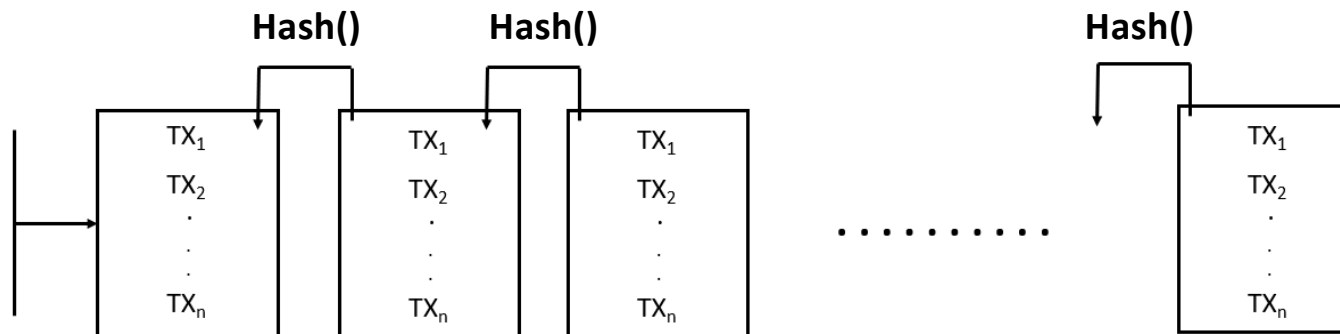 Hash() Hash() Hash()
TX₁ TX₁ TX₁ TX₁
TX₂ TX₂ TX₂ TX₂
. . . .
. . . .
. . . .
..........
TXₙ TXₙ TXₙ TXₙ